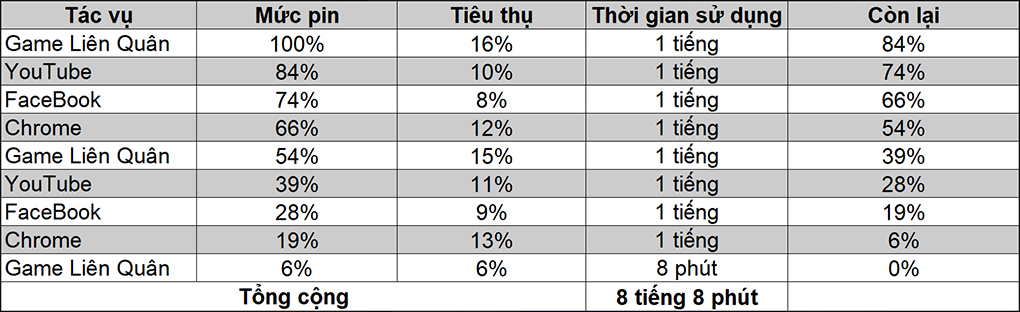 Tác vụ Mức pin Tiêu thụ Thời gian sử dụng Còn lại
Game Liên Quân 100% 16% 1 tiếng 84%
YouTube 84% 10% 1 tiếng 74%
FaceBook 74% 8% 1 tiếng 66%
Chrome 66% 12% 1 tiếng 54%
Game Liên Quân 54% 15% 1 tiếng 39%
YouTube 39% 11% 1 tiếng 28%
FaceBook 28% 9% 1 tiếng 19%
Chrome 19% 13% 1 tiếng 6%
Game Liên Quân 6% 6% 8 phút 0%
Tổng cộng 8 tiếng 8 phút